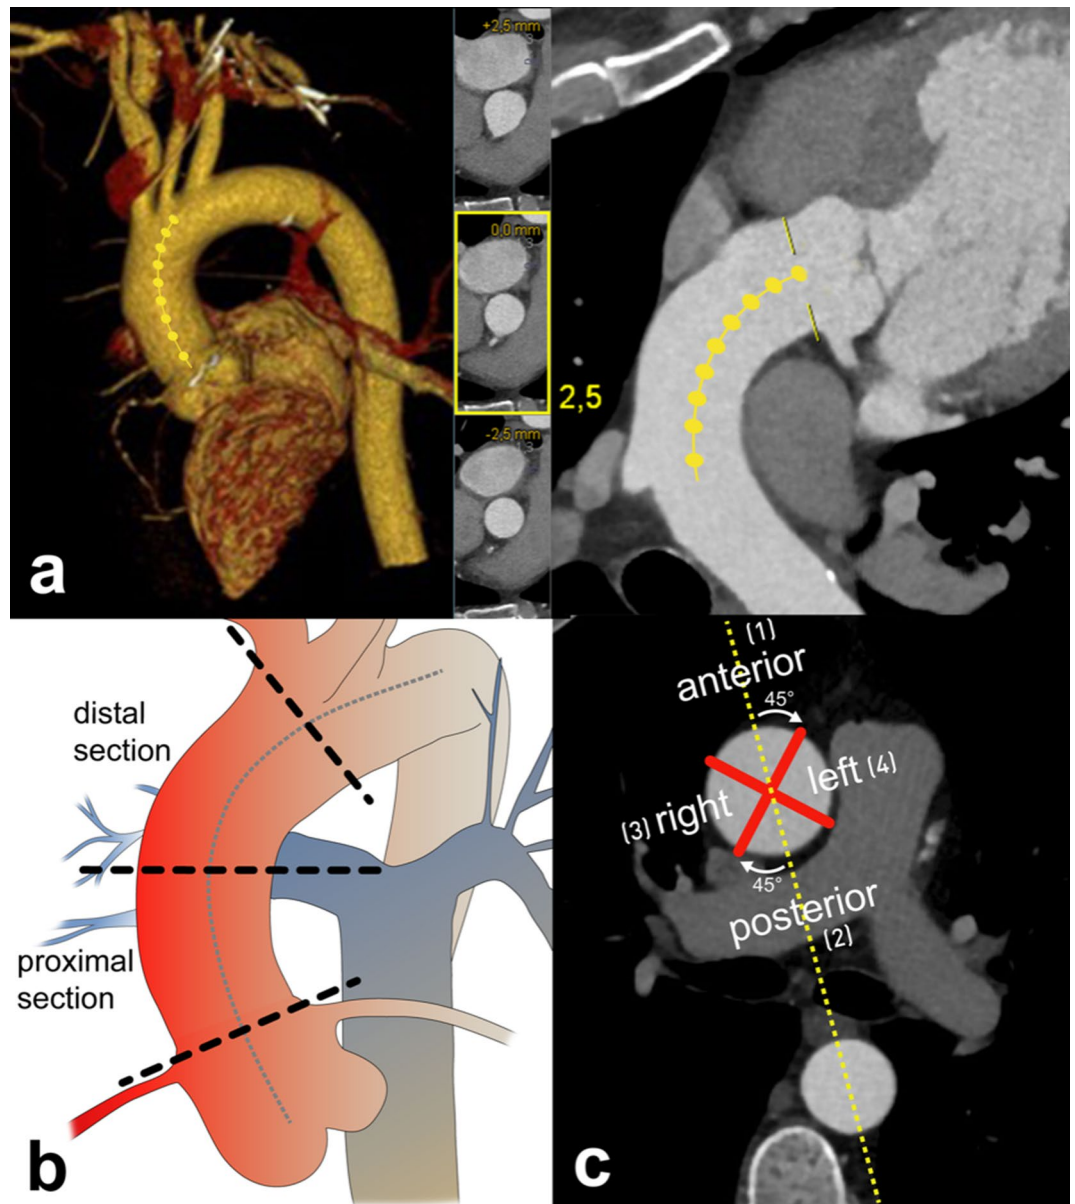 +2,5 mm
0,0 mm
2,5
-2,5 mm
a
distal
section
proximal
section
b
(1)
anterior
45°
left (4)
(3) right
45°
posterior
(2)
c